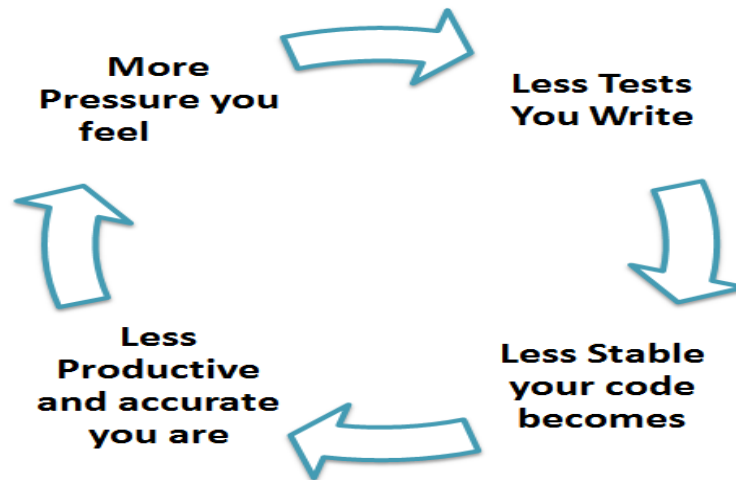 More
Pressure you
feel
Less Tests
You Write
Less Stable
your code
becomes
Less
Productive
and accurate
you are